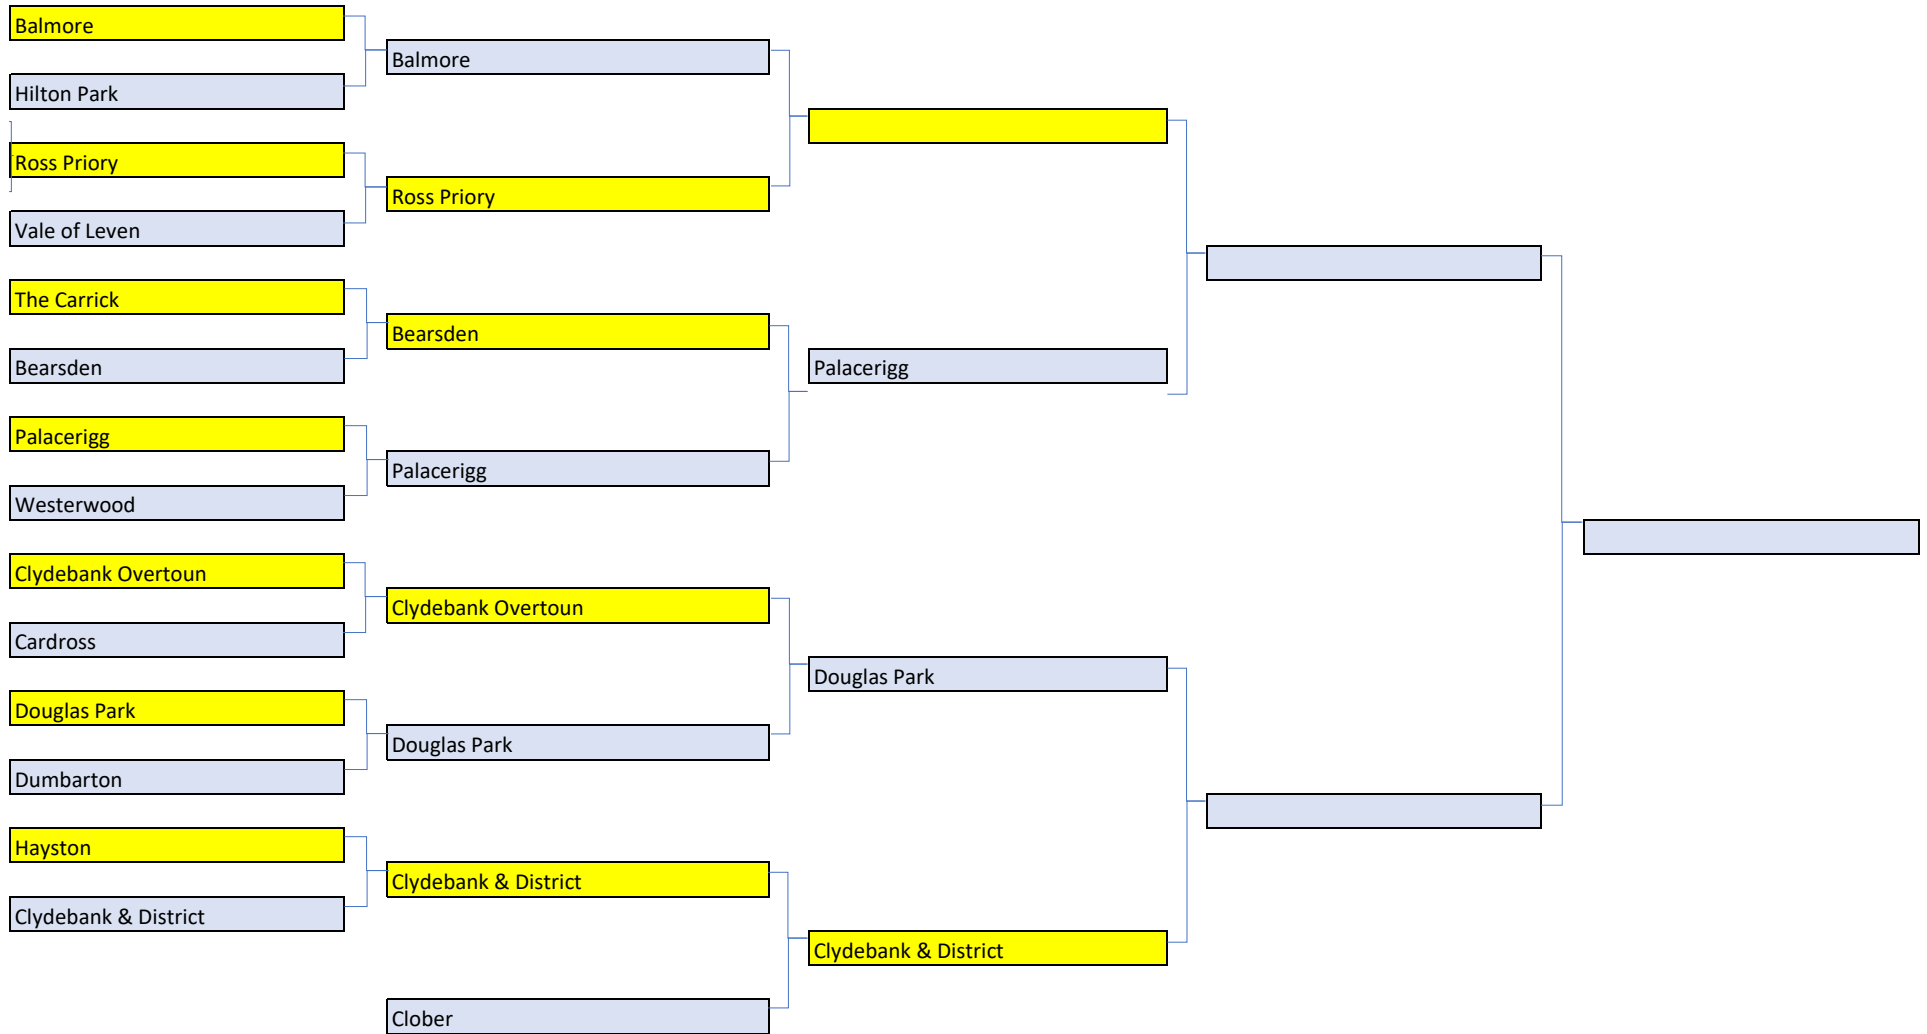 Balmore
Hilton Park
Ross Priory
Vale of Leven
The Carrick
Bearsden
Palacerigg
Westerwood
Clydebank Overtoun
Cardross
Douglas Park
Dumbarton
Hayston
Clydebank & District
Balmore
Ross Priory
Bearsden
Palacerigg
Clydebank Overtoun
Douglas Park
Clydebank & District
Clober
Palacerigg
Douglas Park
Clydebank & District